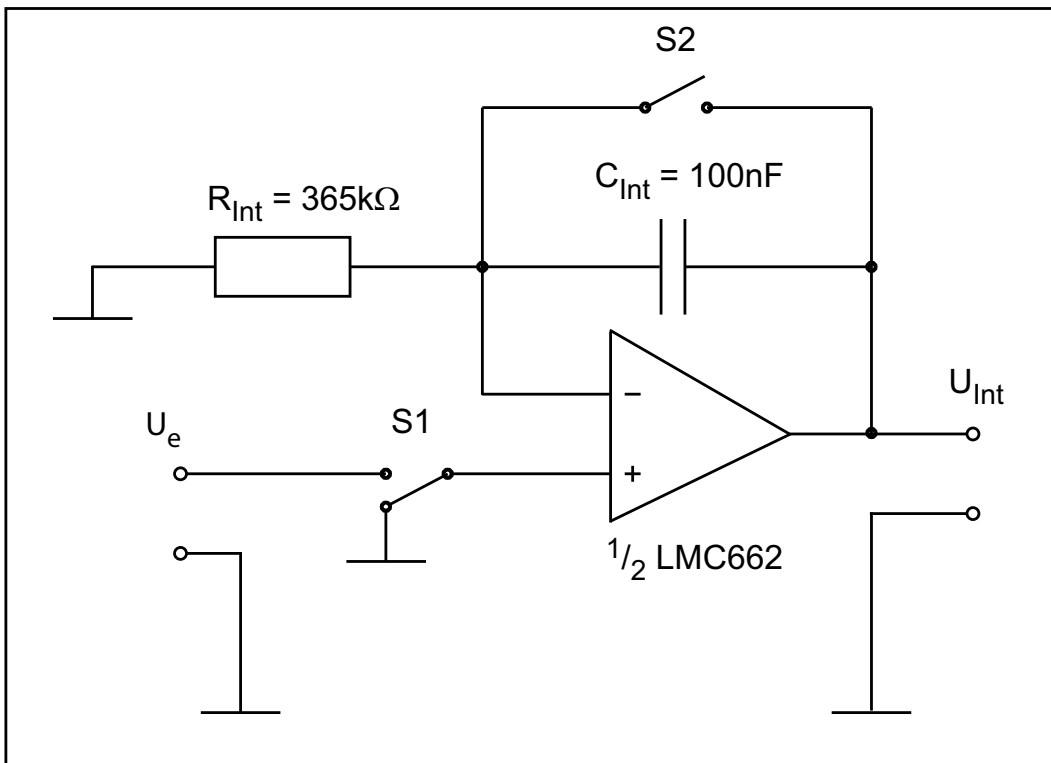 S2
C_Int = 100nF
R_Int = 365kΩ
U_Int
U_e
S1
−
+
1/2 LMC662